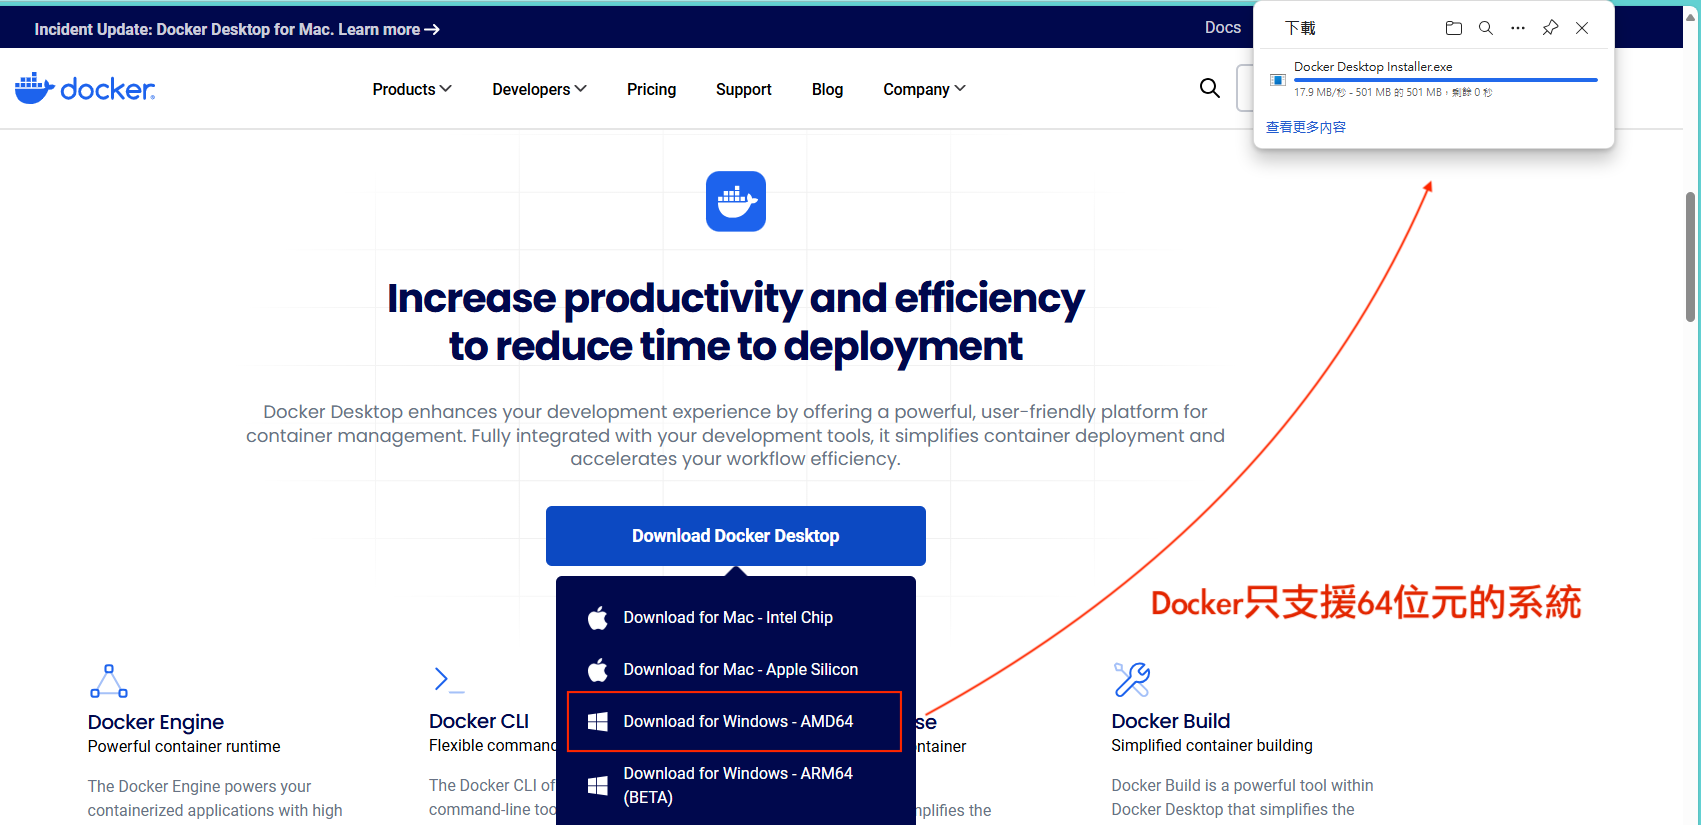 Incident Update: Docker Desktop for Mac. Learn more →
Docs
下載
Docker Desktop Installer.exe
17.9 MB/秒 - 501 MB 的 501 MB，剩餘 0 秒
查看更多內容
docker
Products
Developers
Pricing
Support
Blog
Company
Increase productivity and efficiency
to reduce time to deployment
Docker Desktop enhances your development experience by offering a powerful, user-friendly platform for
container management. Fully integrated with your development tools, it simplifies container deployment and
accelerates your workflow efficiency.
Download Docker Desktop
Download for Mac - Intel Chip
Download for Mac - Apple Silicon
Download for Windows - AMD64
Download for Windows - ARM64
(BETA)
Docker只支援64位元的系統
Docker Engine
Powerful container runtime
The Docker Engine powers your
containerized applications with high
Docker CLI
Flexible comman
The Docker CLI of
command-line too
se
ntainer
nplifies the
Docker Build
Simplified container building
Docker Build is a powerful tool within
Docker Desktop that simplifies the